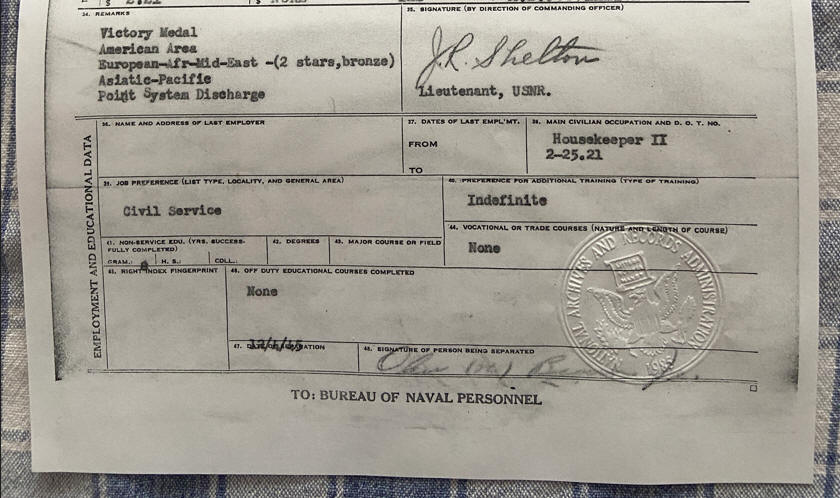 34. REMARKS
Victory Medal
American Area
European-Afr-Mid-East -(2 stars,bronze)
Asiatic-Pacific
Point System Discharge
35. SIGNATURE (BY DIRECTION OF COMMANDING OFFICER)
J.R. Shelton
Lieutenant, USNR.
EMPLOYMENT AND EDUCATIONAL DATA
36. NAME AND ADDRESS OF LAST EMPLOYER
37. DATES OF LAST EMPL'MT.
FROM
TO
38. MAIN CIVILIAN OCCUPATION AND D. O. T. NO.
Housekeeper II
2-25.21
39. JOB PREFERENCE (LIST TYPE, LOCALITY, AND GENERAL AREA)
Civil Service
40. PREFERENCE FOR ADDITIONAL TRAINING (TYPE OF TRAINING)
Indefinite
41. NON-SERVICE EDU. (YRS. SUCCESS-
FULLY COMPLETED)
GRAM.: 8 H. S.: COLL.:
42. DEGREES
43. MAJOR COURSE OR FIELD
44. VOCATIONAL OR TRADE COURSES (NATURE AND LENGTH OF COURSE)
None
45. RIGHT INDEX FINGERPRINT
46. OFF DUTY EDUCATIONAL COURSES COMPLETED
None
47. DATE OF SEPARATION
48. SIGNATURE OF PERSON BEING SEPARATED
NATIONAL ARCHIVES AND RECORDS ADMINISTRATION
1985
TO: BUREAU OF NAVAL PERSONNEL